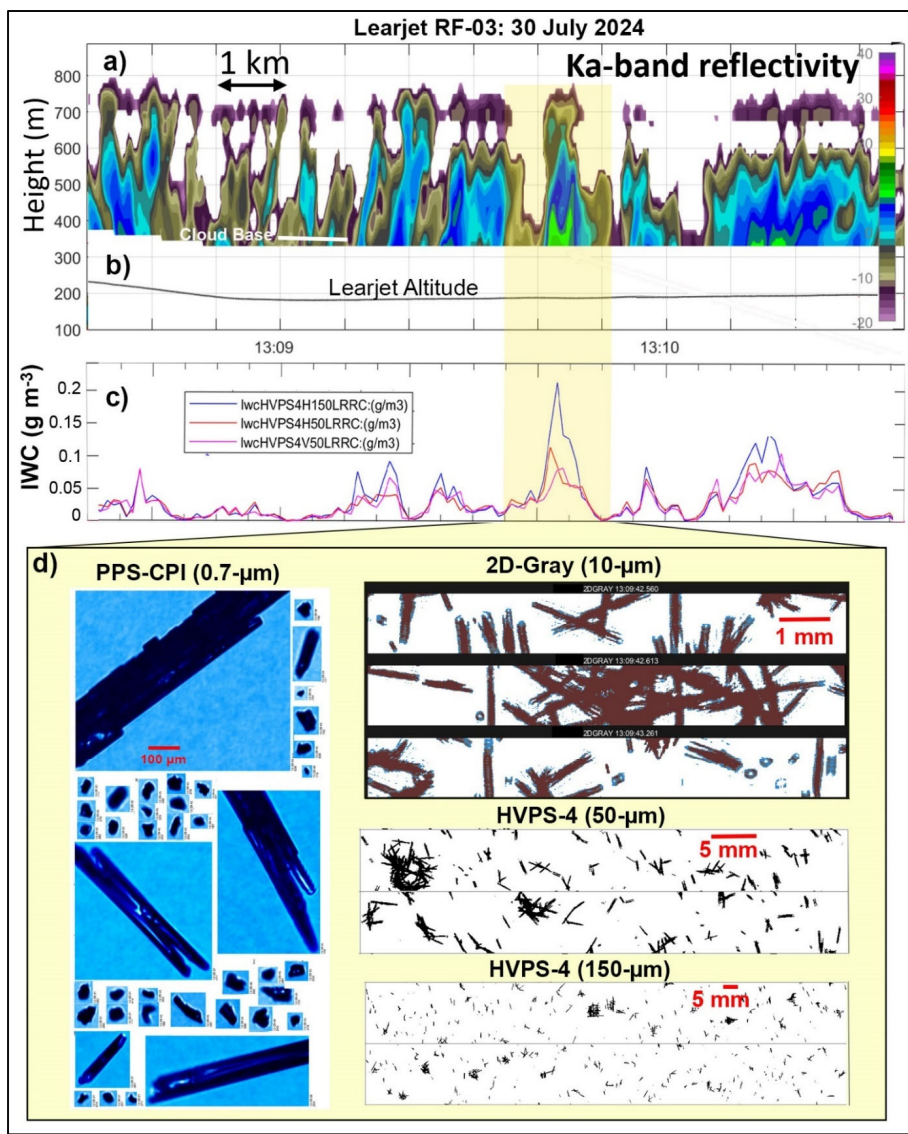 Learjet RF-03: 30 July 2024
a)
1 km
Ka-band reflectivity
Height (m)
800
700
600
500
400
300
200
100
40
30
-10
-20
Cloud Base
b)
Learjet Altitude
13:09
13:10
c)
IWC (g m-3)
0.2
0.15
0.1
0.05
0
IwcHVPS4H150LRRC:(g/m3)
IwcHVPS4H50LRRC:(g/m3)
IwcHVPS4V50LRRC:(g/m3)
d)
PPS-CPI (0.7-µm)
100 µm
2D-Gray (10-µm)
2DGRAY 13:09:42.560
1 mm
2DGRAY 13:09:42.613
2DGRAY 13:09:43.261
HVPS-4 (50-µm)
5 mm
HVPS-4 (150-µm)
5 mm